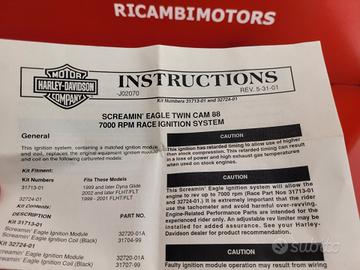 RICAMBIMOTORS
MOTOR
HARLEY-DAVIDSON
COMPANY
INSTRUCTIONS
-J02070
REV. 5-31-01
Kit Numbers 31713-01 and 32724-01
SCREAMIN' EAGLE TWIN CAM 88
7000 RPM RACE IGNITION SYSTEM
General
This ignition system, containing a matched ignition module
and coil, replaces the original equipment ignition module
and coil on the following carbureted models:
Kit Fitment:
Kit Numbers Fits These Models
31713-01 1999 and later Dyna Glide
2002 and later FLHT/FLT
32724-01 1999 - 2001 FLHT/FLT
Kit Contents:
DESCRIPTION PART NO.
Kit 31713-01
Screamin' Eagle Ignition Module 32720-01A
Screamin' Eagle Ignition Coil (Black) 31704-99
Kit 32724-01
Screamin' Eagle Ignition Module 32721-01A
Eagle Ignition Coil (Black) 31707-99
CAUTION
This ignition has retarded timing to allow use of higher
than stock compression. This retarded timing can result
in a loss of power and high exhaust gas temperatures
when used on stock engines.
CAUTION
This Screamin' Eagle ignition system will allow the
engine to rev up to 7000 rpm (Race Part Nos 31713-01
and 32724-01.) It is extremely important that the rider
use the tachometer and avoid harmful over-revving.
Engine-Related Performance Parts are intended for the
experienced rider only. An adjustable rev limiter may be
installed for added insurance. See your Harley-
Davidson dealer for product recommendation.
CAUTION
Faulty ignition module operation may result
subito